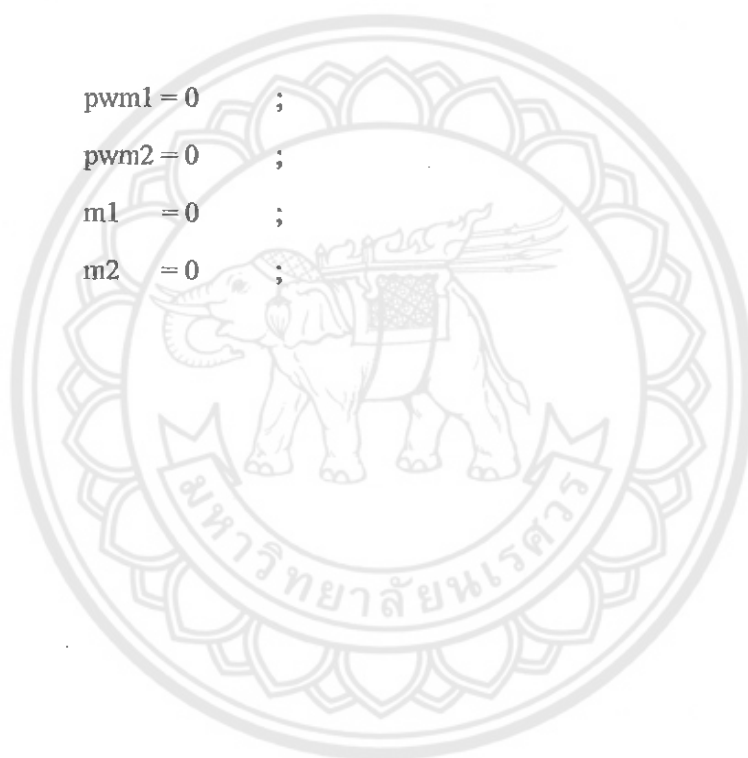 pwm1 = 0 ;
pwm2 = 0 ;
m1 = 0 ;
m2 = 0 ;
มหาวิทยาลัยนเรศวร